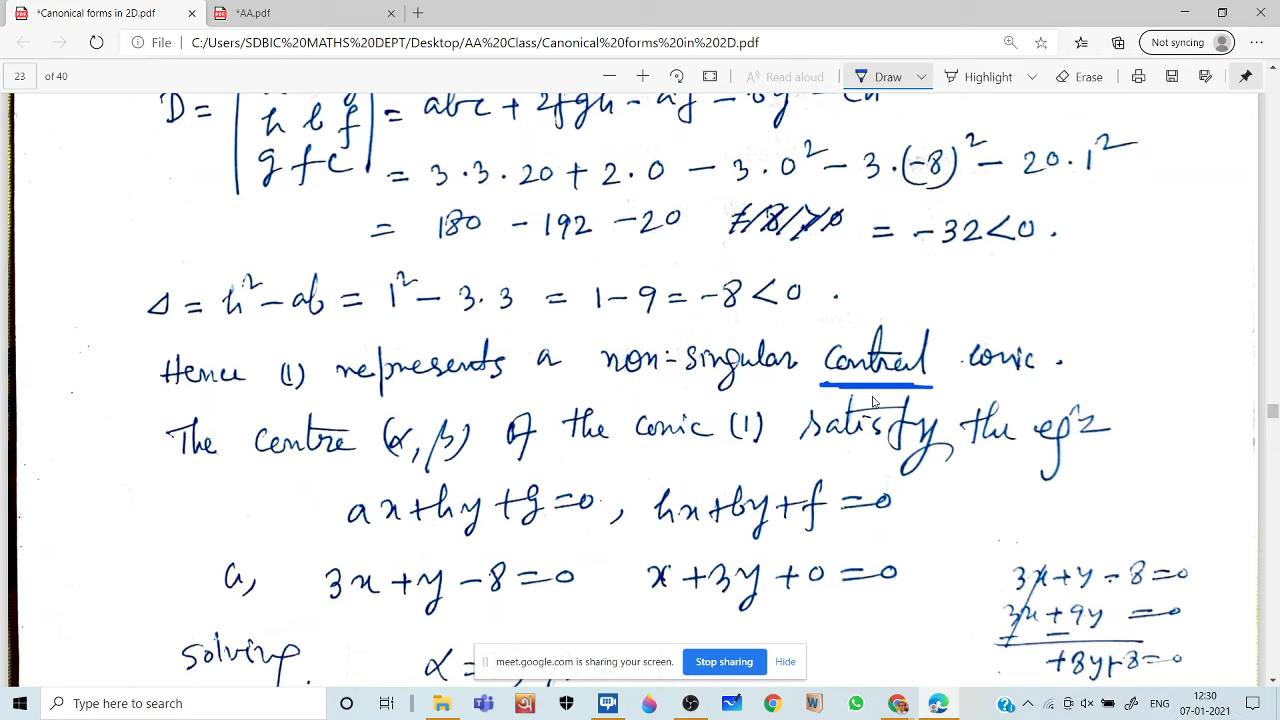 *Canonical forms in 2D.pdf
*AA.pdf
File C:/Users/SDBIC%20MATHS%20DEPT/Desktop/AA%20Class/Canonical%20forms%20in%202D.pdf
Not syncing
23 of 40
Read aloud
Draw
Highlight
Erase
D = | h b f | = abc + 2fgh -
g f c
= 3·3·20 + 2·0 - 3·0² - 3·(-8)² - 20·1²
= 180 - 192 - 20 = -32 < 0.
Δ = h² - ab = 1² - 3·3 = 1 - 9 = -8 < 0.
Hence (1) represents a non-singular central conic.
The centre (α, β) of the conic (1) satisfy the eqⁿ
ax + hy + g = 0, hx + by + f = 0
3x + y - 8 = 0 x + 3y + 0 = 0
3x + y - 8 = 0
3x + 9y = 0
solving
α =
meet.google.com is sharing your screen.
Stop sharing
Hide
Type here to search
ENG
12:30
07-01-2021